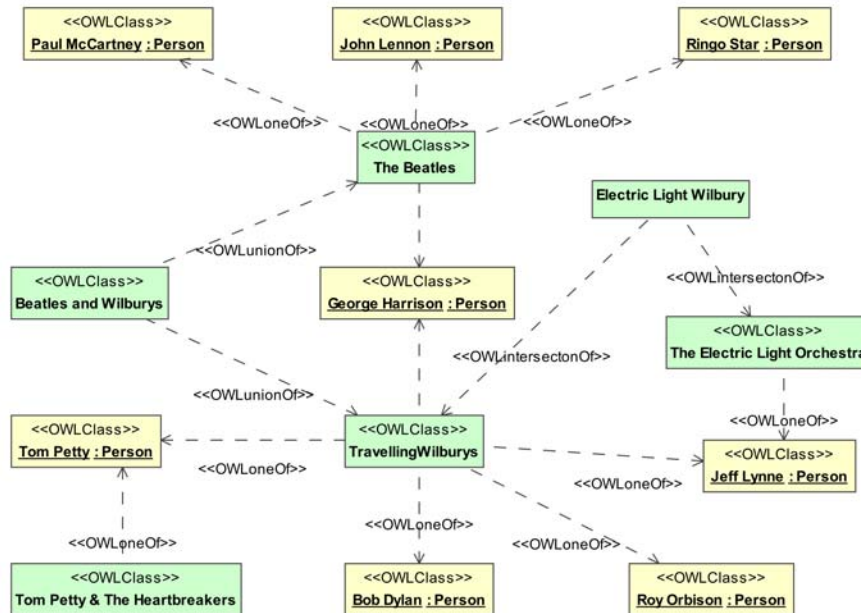 <<OWLClass>>
Paul McCartney : Person
<<OWLClass>>
John Lennon : Person
<<OWLClass>>
Ringo Star : Person
<<OWLoneOf>>
<<OWLoneOf>>
<<OWLoneOf>>
<<OWLClass>>
The Beatles
Electric Light Wilbury
<<OWLunionOf>>
<<OWLClass>>
Beatles and Wilburys
<<OWLClass>>
George Harrison : Person
<<OWLintersectonOf>>
<<OWLClass>>
The Electric Light Orchestra
<<OWLintersectonOf>>
<<OWLunionOf>>
<<OWLoneOf>>
<<OWLClass>>
Tom Petty : Person
<<OWLClass>>
TravellingWilburys
<<OWLClass>>
Jeff Lynne : Person
<<OWLoneOf>>
<<OWLoneOf>>
<<OWLoneOf>>
<<OWLoneOf>>
<<OWLoneOf>>
<<OWLClass>>
Tom Petty & The Heartbreakers
<<OWLClass>>
Bob Dylan : Person
<<OWLClass>>
Roy Orbison : Person